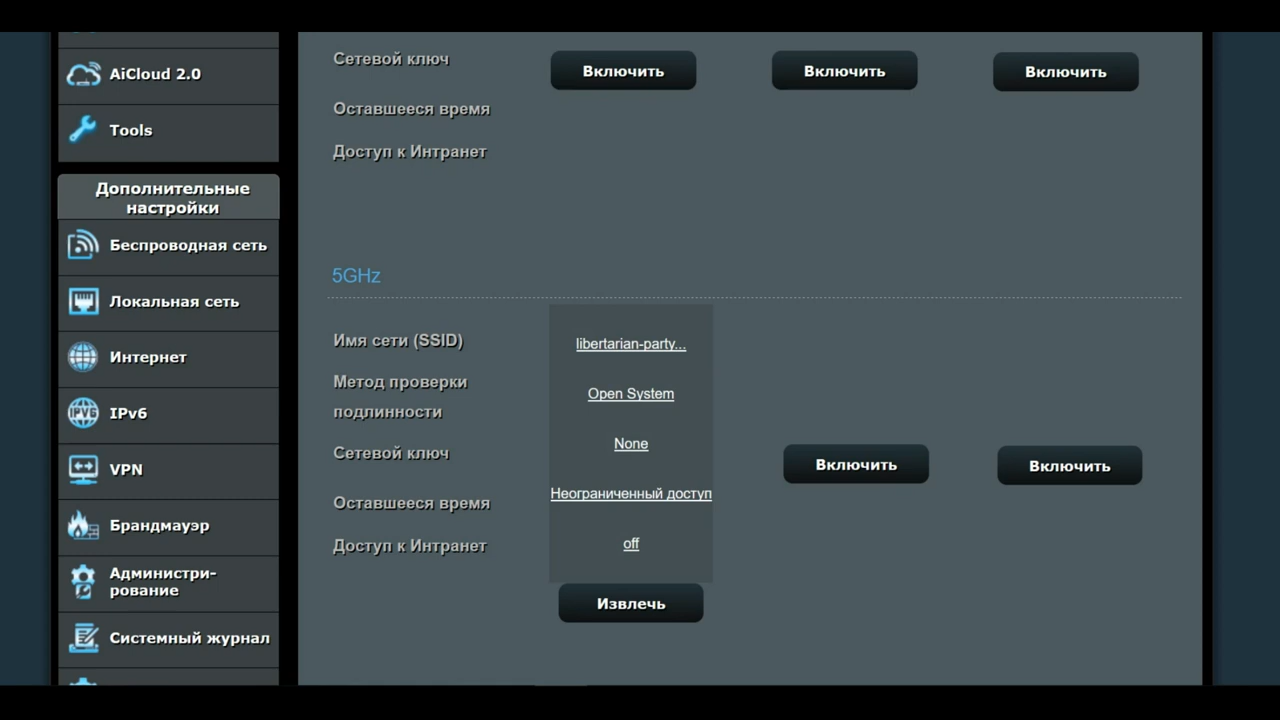 AiCloud 2.0
Tools
Дополнительные
настройки
Беспроводная сеть
Локальная сеть
Интернет
IPv6
VPN
Брандмауэр
Администри-
рование
Системный журнал
Сетевой ключ
Включить Включить Включить
Оставшееся время
Доступ к Интранет
5GHz
Имя сети (SSID) libertarian-party...
Метод проверки
подлинности
Open System
Сетевой ключ None
Включить Включить
Оставшееся время Неограниченный доступ
Доступ к Интранет off
Извлечь